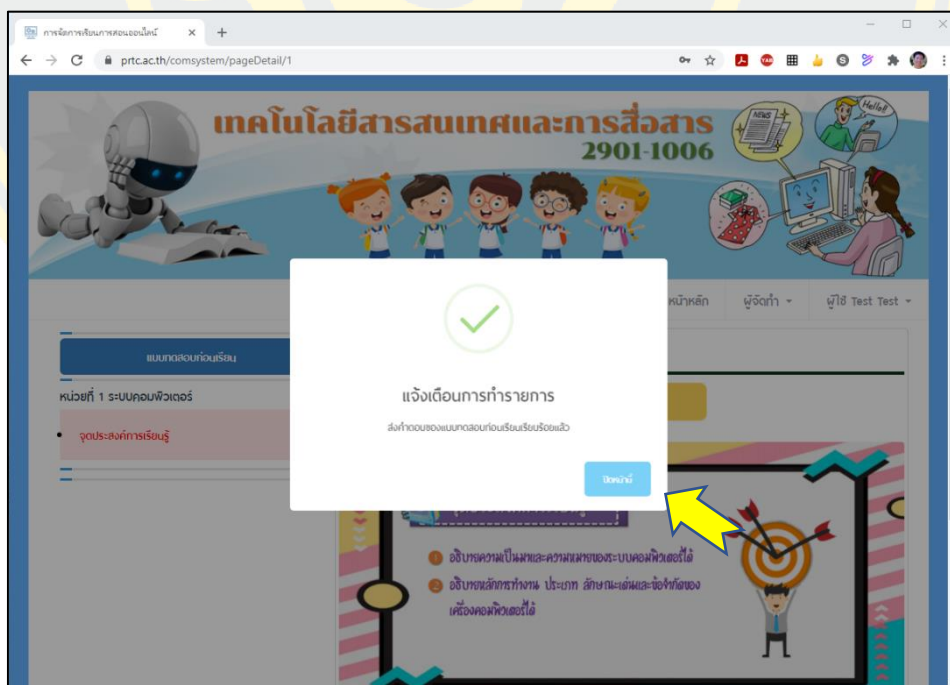 การจัดการเรียนการสอนออนไลน์
prtc.ac.th/comsystem/pageDetail/1
เทคโนโลยีสารสนเทศและการสื่อสาร
2901-1006
NEWS
Hello!
หน้าหลัก ผู้จัดทำ ผู้ใช้ Test Test
แบบทดสอบก่อนเรียน
หน่วยที่ 1 ระบบคอมพิวเตอร์
จุดประสงค์การเรียนรู้
แจ้งเตือนการทำรายการ
ส่งคำตอบของแบบทดสอบก่อนเรียนเรียบร้อยแล้ว
ปิดหน้านี้
1 อธิบายความเป็นมาและความหมายของระบบคอมพิวเตอร์ได้
2 อธิบายหลักการทำงาน ประเภท ลักษณะเด่นและข้อจำกัดของ
เครื่องคอมพิวเตอร์ได้